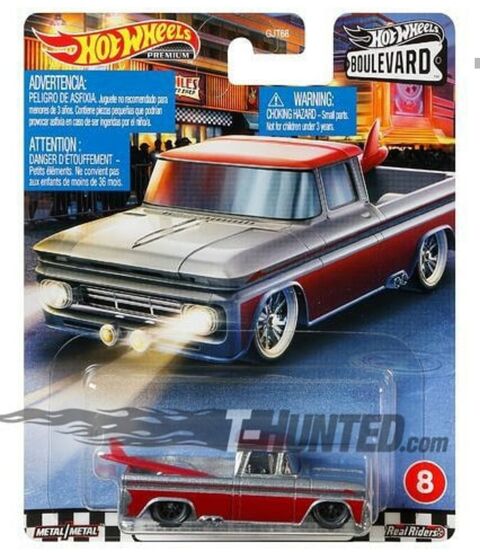 Hot Wheels
PREMIUM
GJT68
Hot Wheels
BOULEVARD
ADVERTENCIA:
PELIGRO DE ASFIXIA. Juguete no recomendado para
menores de 3 años. Contiene piezas pequeñas que podrían
provocar asfixia en caso de ser ingeridas por el niño/a.
ATTENTION :
DANGER D'ÉTOUFFEMENT –
Petits éléments. Ne convient pas
aux enfants de moins de 36 mois.
WARNING:
CHOKING HAZARD – Small parts.
Not for children under 3 years.
T-HUNTED.com
8
METAL/METAL
Real Riders